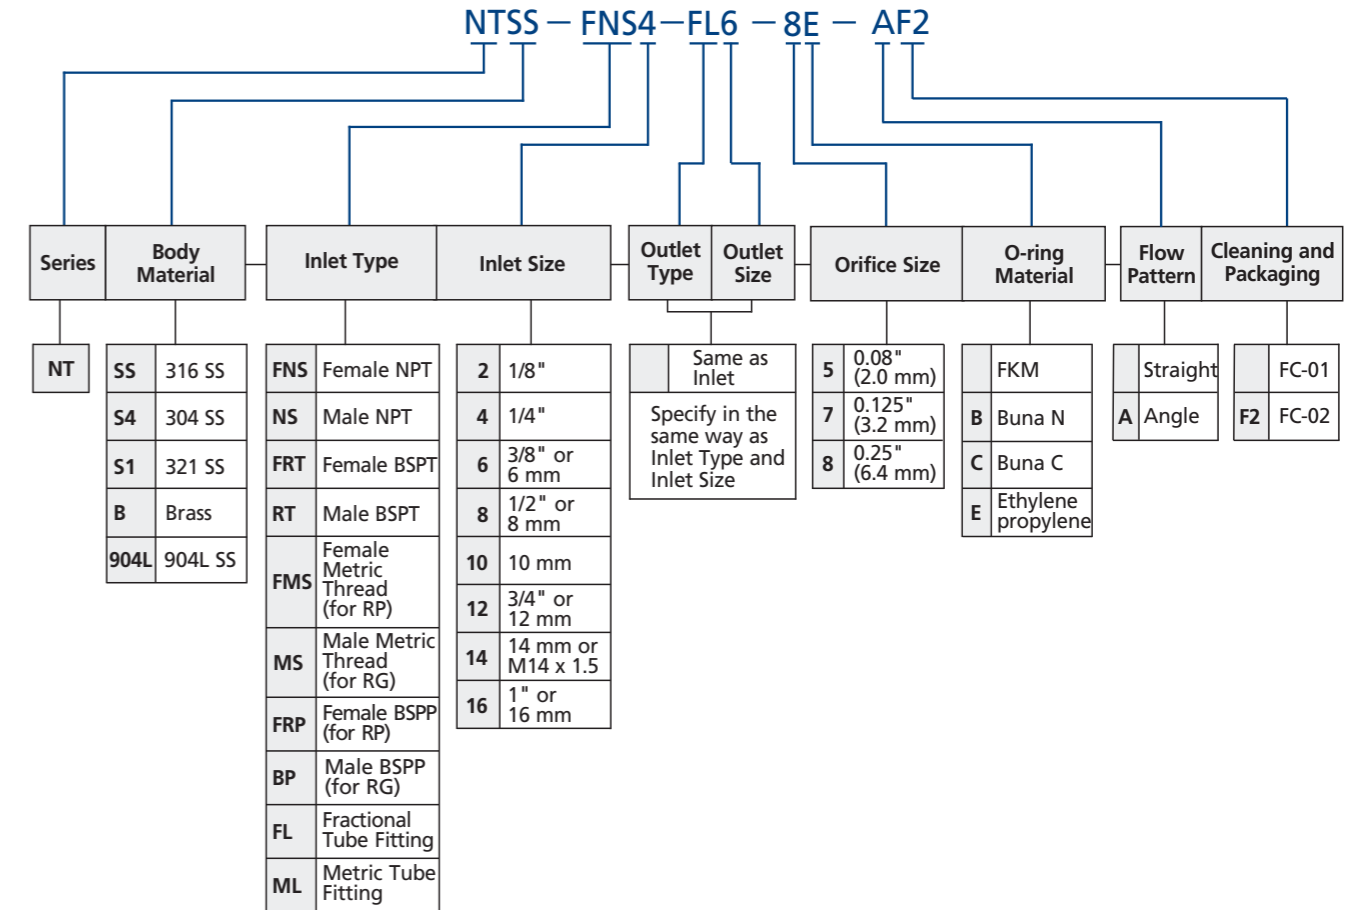 NTSS — FNS4 — FL6 — 8E — AF2
Series
Body
Material
Inlet Type
Inlet Size
Outlet
Type
Outlet
Size
Orifice Size
O-ring
Material
Flow
Pattern
Cleaning and
Packaging
NT
SS 316 SS
S4 304 SS
S1 321 SS
B Brass
904L 904L SS
FNS Female NPT
NS Male NPT
FRT Female BSPT
RT Male BSPT
FMS Female
Metric
Thread
(for RP)
MS Male Metric
Thread
(for RG)
FRP Female BSPP
(for RP)
BP Male BSPP
(for RG)
FL Fractional
Tube Fitting
ML Metric Tube
Fitting
2 1/8"
4 1/4"
6 3/8" or
6 mm
8 1/2" or
8 mm
10 10 mm
12 3/4" or
12 mm
14 14 mm or
M14 x 1.5
16 1" or
16 mm
Same as
Inlet
Specify in the
same way as
Inlet Type and
Inlet Size
5 0.08"
(2.0 mm)
7 0.125"
(3.2 mm)
8 0.25"
(6.4 mm)
FKM
B Buna N
C Buna C
E Ethylene
propylene
Straight
A Angle
FC-01
F2 FC-02